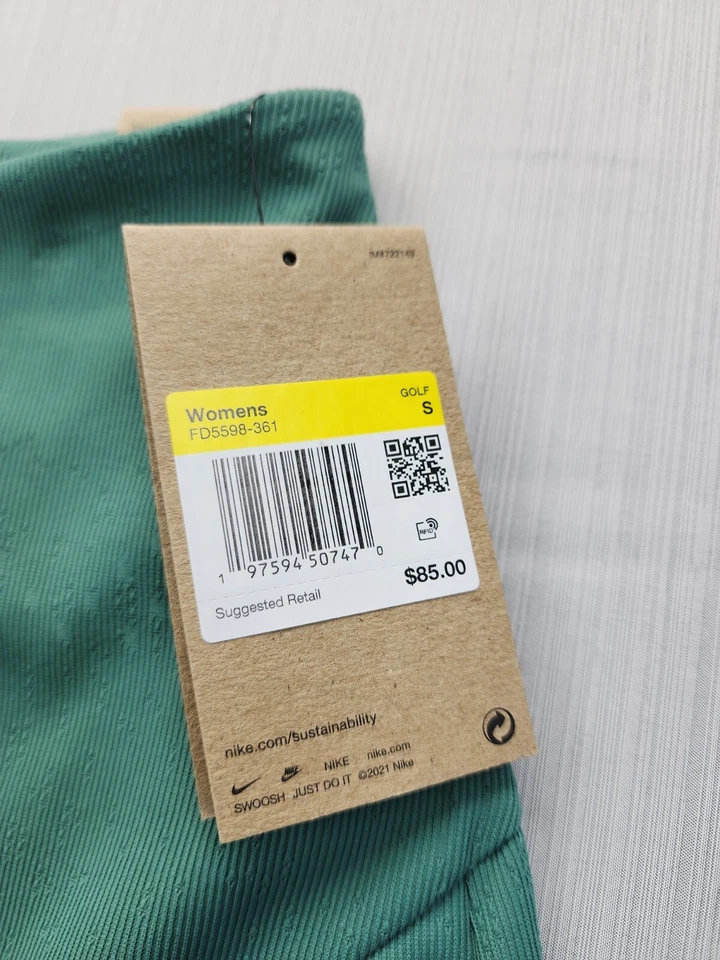 Womens
GOLF
FD5598-361
S
RFID
1 97594 50747 0
Suggested Retail
$85.00
nike.com/sustainability
NIKE nike.com
SWOOSH JUST DO IT ©2021 Nike